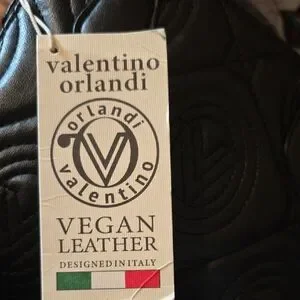 valentino
orlandi
orlandi
valentino
VEGAN
LEATHER
DESIGNED IN ITALY